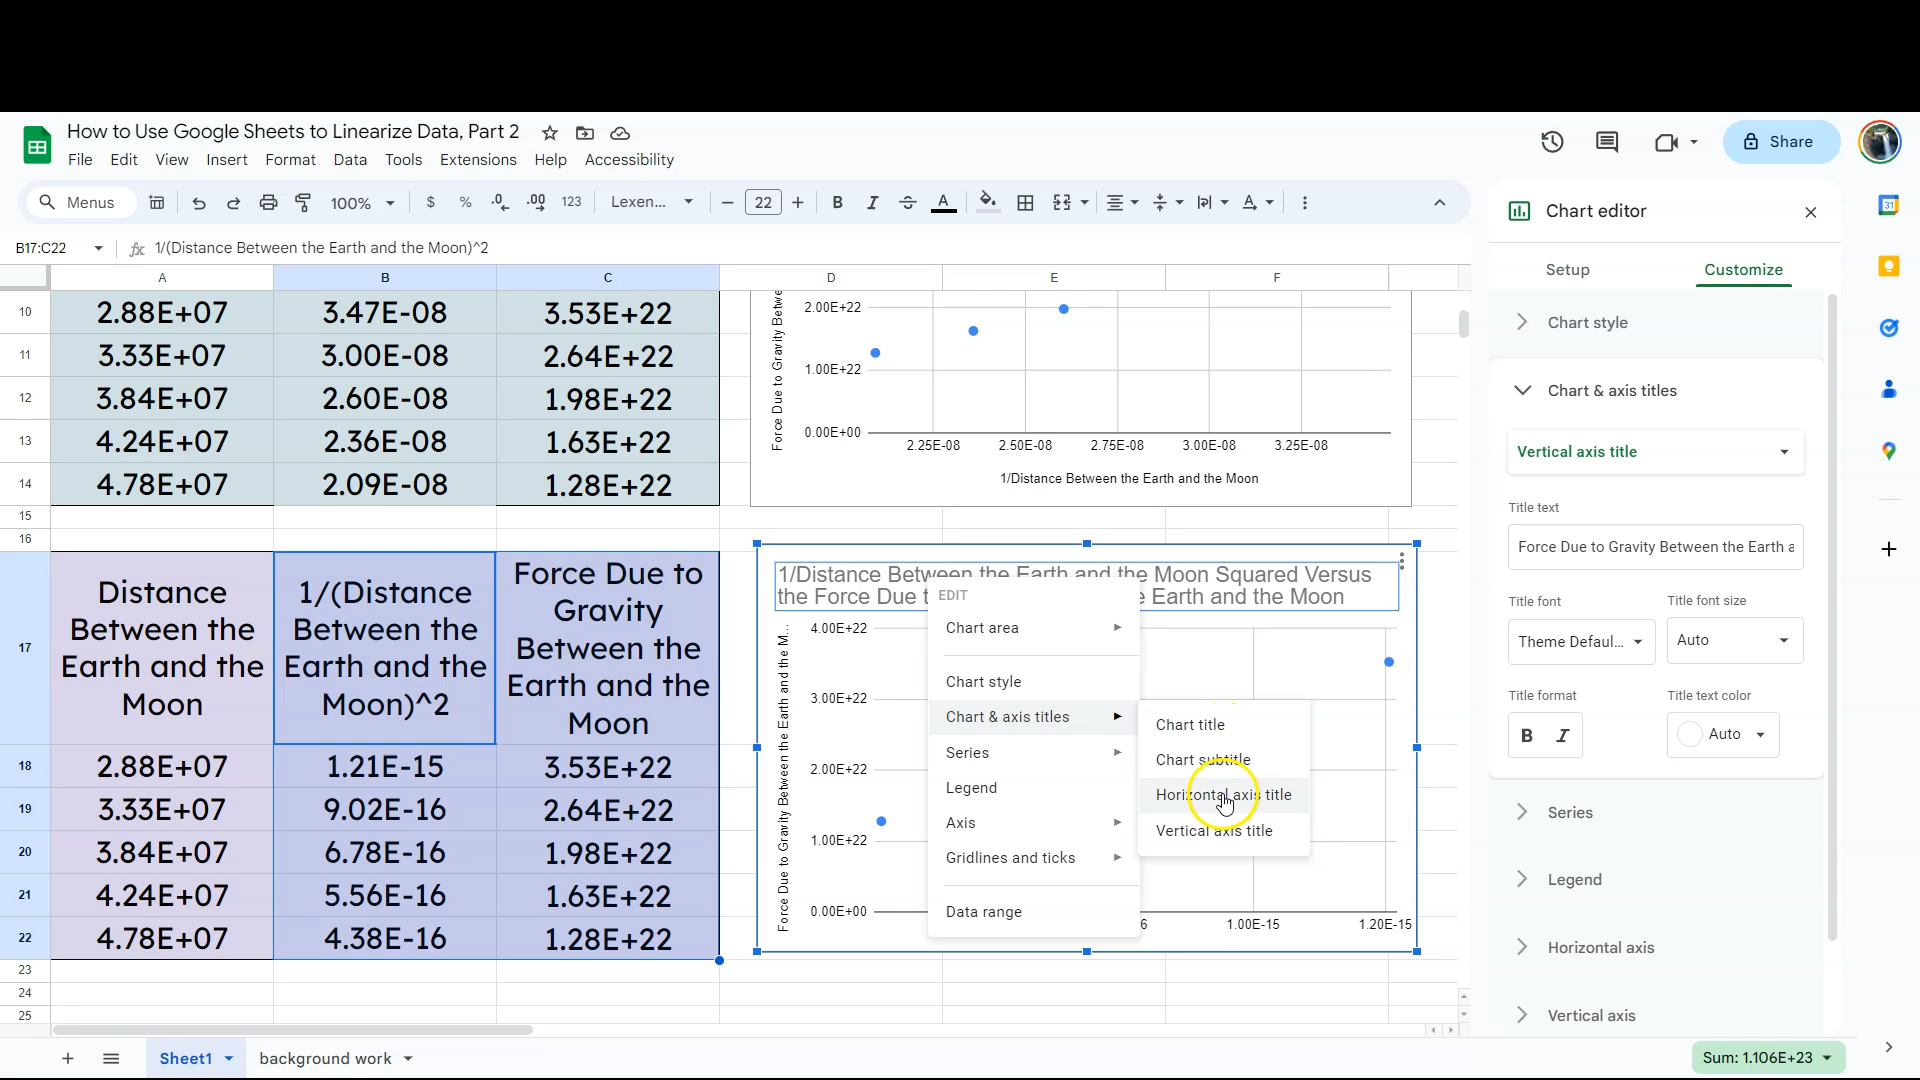 How to Use Google Sheets to Linearize Data, Part 2
File Edit View Insert Format Data Tools Extensions Help Accessibility
Share
Menus 100% $ % .0 .00 123 Lexen... 22 B I A
B17:C22 fx 1/(Distance Between the Earth and the Moon)^2
A B C D E F
10 2.88E+07 3.47E-08 3.53E+22
11 3.33E+07 3.00E-08 2.64E+22
12 3.84E+07 2.60E-08 1.98E+22
13 4.24E+07 2.36E-08 1.63E+22
14 4.78E+07 2.09E-08 1.28E+22
15
16
17
Distance
Between the
Earth and the
Moon
1/(Distance
Between the
Earth and the
Moon)^2
Force Due to
Gravity
Between the
Earth and the
Moon
18 2.88E+07 1.21E-15 3.53E+22
19 3.33E+07 9.02E-16 2.64E+22
20 3.84E+07 6.78E-16 1.98E+22
21 4.24E+07 5.56E-16 1.63E+22
22 4.78E+07 4.38E-16 1.28E+22
23
24
25
Force Due to Gravity Betwe
2.00E+22
1.00E+22
0.00E+00
2.25E-08 2.50E-08 2.75E-08 3.00E-08 3.25E-08
1/Distance Between the Earth and the Moon
1/Distance Between the Earth and the Moon Squared Versus
the Force Due t Earth and the Moon
Force Due to Gravity Between the Earth and the M...
4.00E+22
3.00E+22
2.00E+22
1.00E+22
0.00E+00
6 1.00E-15 1.20E-15
EDIT
Chart area
Chart style
Chart & axis titles
Series
Legend
Axis
Gridlines and ticks
Data range
Chart title
Chart subtitle
Horizontal axis title
Vertical axis title
Chart editor
Setup Customize
Chart style
Chart & axis titles
Vertical axis title
Title text
Force Due to Gravity Between the Earth a
Title font Title font size
Theme Defaul... Auto
Title format Title text color
B I Auto
Series
Legend
Horizontal axis
Vertical axis
31
Sheet1 background work
Sum: 1.106E+23